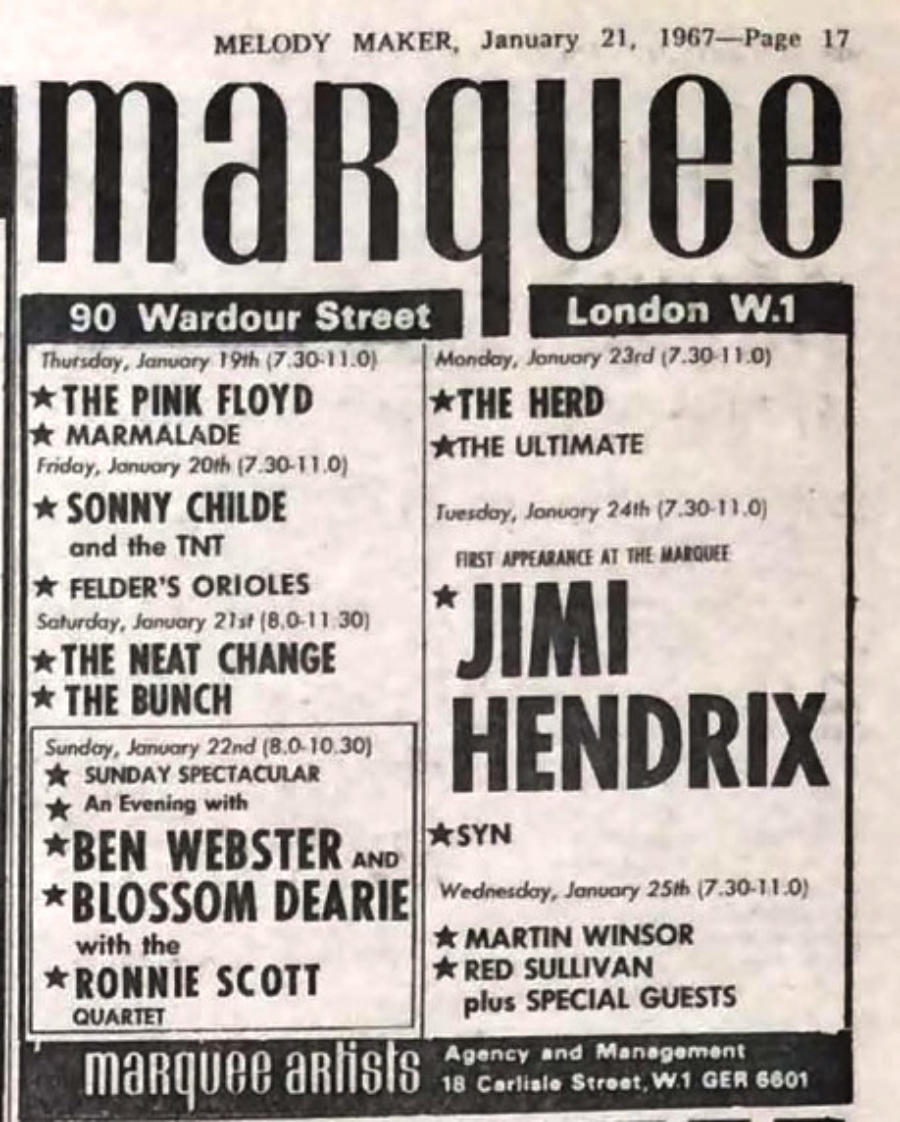 MELODY MAKER, January 21, 1967—Page 17
marquee
90 Wardour Street
London W.1
Thursday, January 19th (7.30-11.0)
★ THE PINK FLOYD
★ MARMALADE
Friday, January 20th (7.30-11.0)
★ SONNY CHILDE
and the TNT
★ FELDER'S ORIOLES
Saturday, January 21st (8.0-11.30)
★ THE NEAT CHANGE
★ THE BUNCH
Sunday, January 22nd (8.0-10.30)
★ SUNDAY SPECTACULAR
★ An Evening with
★ BEN WEBSTER AND
★ BLOSSOM DEARIE
with the
★ RONNIE SCOTT
QUARTET
Monday, January 23rd (7.30-11.0)
★ THE HERD
★ THE ULTIMATE
Tuesday, January 24th (7.30-11.0)
FIRST APPEARANCE AT THE MARQUEE
★ JIMI
HENDRIX
★ SYN
Wednesday, January 25th (7.30-11.0)
★ MARTIN WINSOR
★ RED SULLIVAN
plus SPECIAL GUESTS
marquee artists
Agency and Management
18 Carlisle Street, W.1 GER 6601